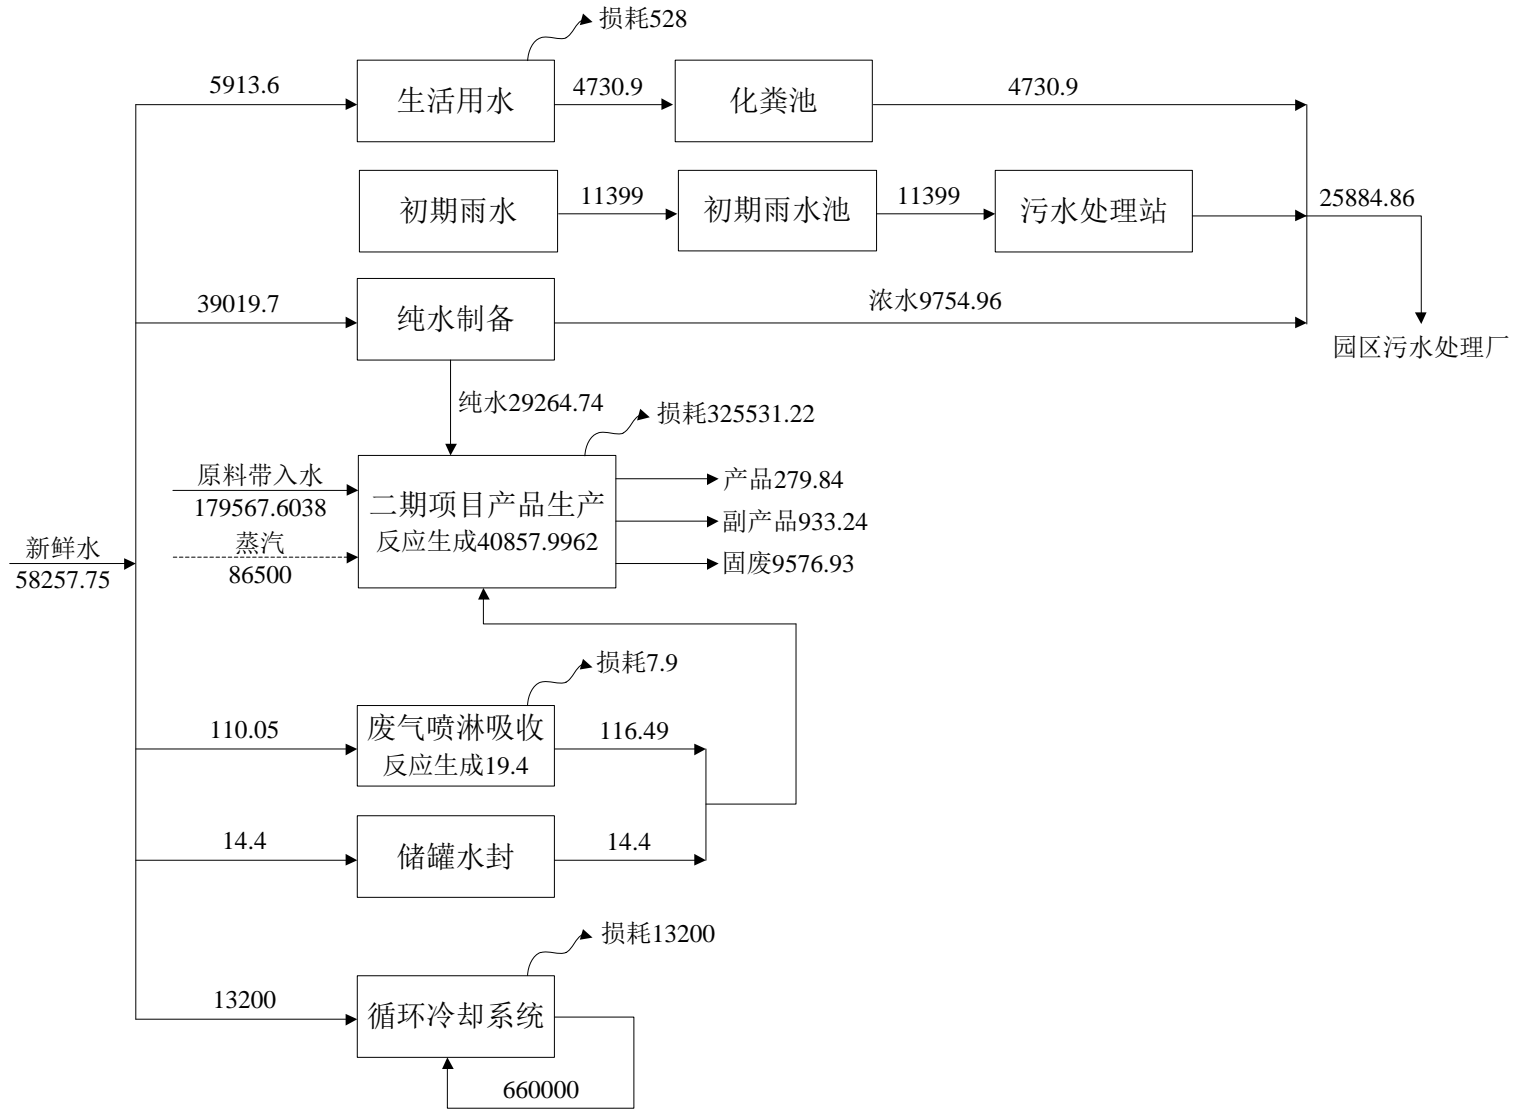 损耗528
5913.6
生活用水
4730.9
化粪池
4730.9
初期雨水
11399
初期雨水池
11399
污水处理站
25884.86
39019.7
纯水制备
浓水9754.96
园区污水处理厂
纯水29264.74
损耗325531.22
原料带入水
179567.6038
二期项目产品生产
反应生成40857.9962
产品279.84
副产品933.24
固废9576.93
蒸汽
86500
新鲜水
58257.75
损耗7.9
110.05
废气喷淋吸收
反应生成19.4
116.49
14.4
储罐水封
14.4
损耗13200
13200
循环冷却系统
660000